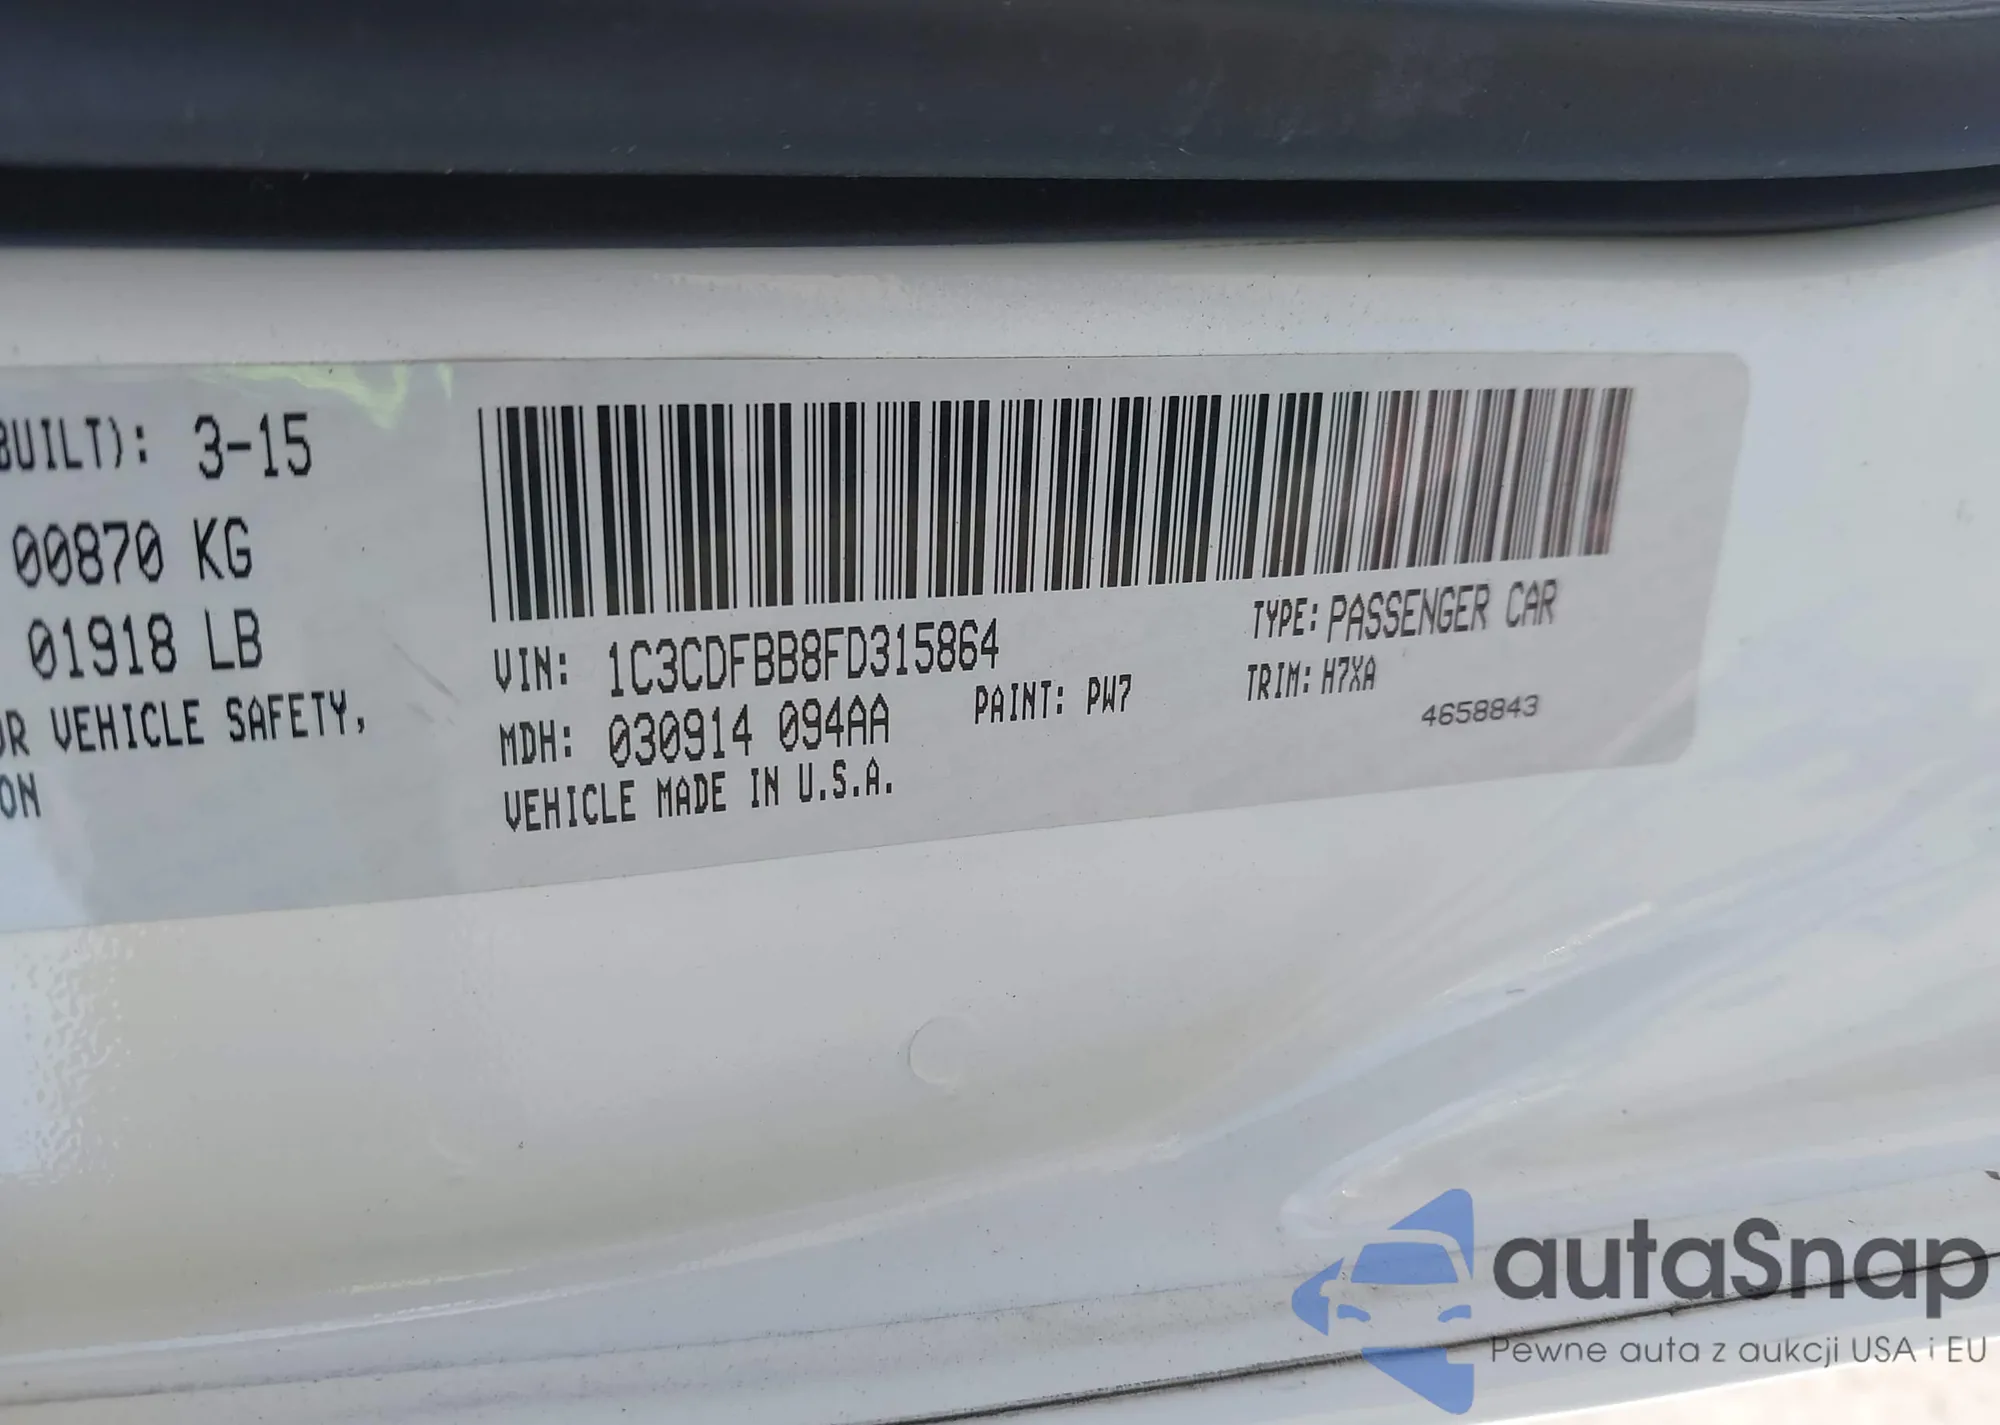 BUILT): 3-15
00870 KG
01918 LB
OR VEHICLE SAFETY,
ON
VIN: 1C3CDFBB8FD315864
TYPE: PASSENGER CAR
MDH: 030914 094AA
PAINT: PW7
TRIM: H7XA
4658843
VEHICLE MADE IN U.S.A.
autaSnap
Pewne auta z aukcji USA i EU